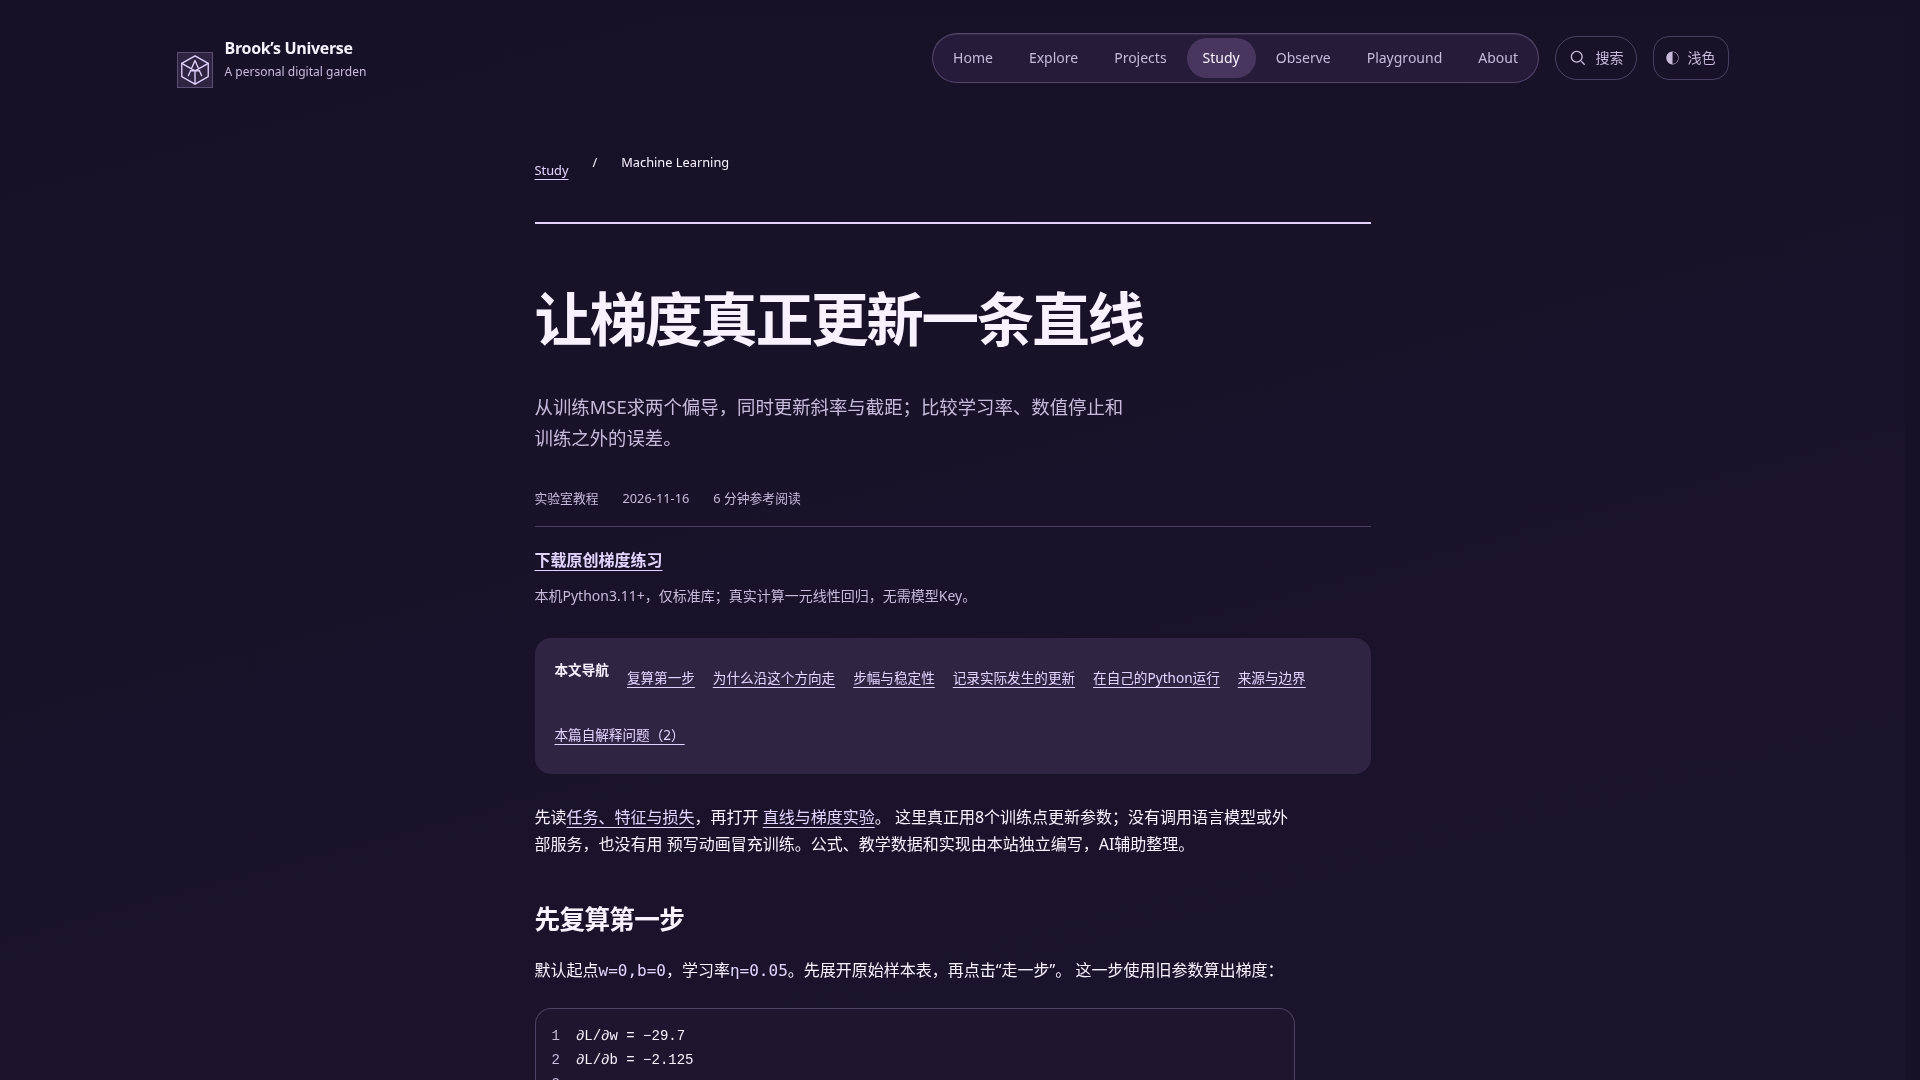 Brook’s Universe
A personal digital garden
Home Explore Projects Study Observe Playground About 搜索 浅色
Study / Machine Learning
让梯度真正更新一条直线
从训练MSE求两个偏导，同时更新斜率与截距；比较学习率、数值停止和
训练之外的误差。
实验室教程 2026-11-16 6 分钟参考阅读
下载原创梯度练习
本机Python3.11+，仅标准库；真实计算一元线性回归，无需模型Key。
本文导航 复算第一步 为什么沿这个方向走 步幅与稳定性 记录实际发生的更新 在自己的Python运行 来源与边界
本篇自解释问题（2）
先读任务、特征与损失，再打开 直线与梯度实验。 这里真正用8个训练点更新参数；没有调用语言模型或外
部服务，也没有用 预写动画冒充训练。公式、教学数据和实现由本站独立编写，AI辅助整理。
先复算第一步
默认起点w=0,b=0，学习率η=0.05。先展开原始样本表，再点击“走一步”。 这一步使用旧参数算出梯度：
1 ∂L/∂w = −29.7
2 ∂L/∂b = −2.125